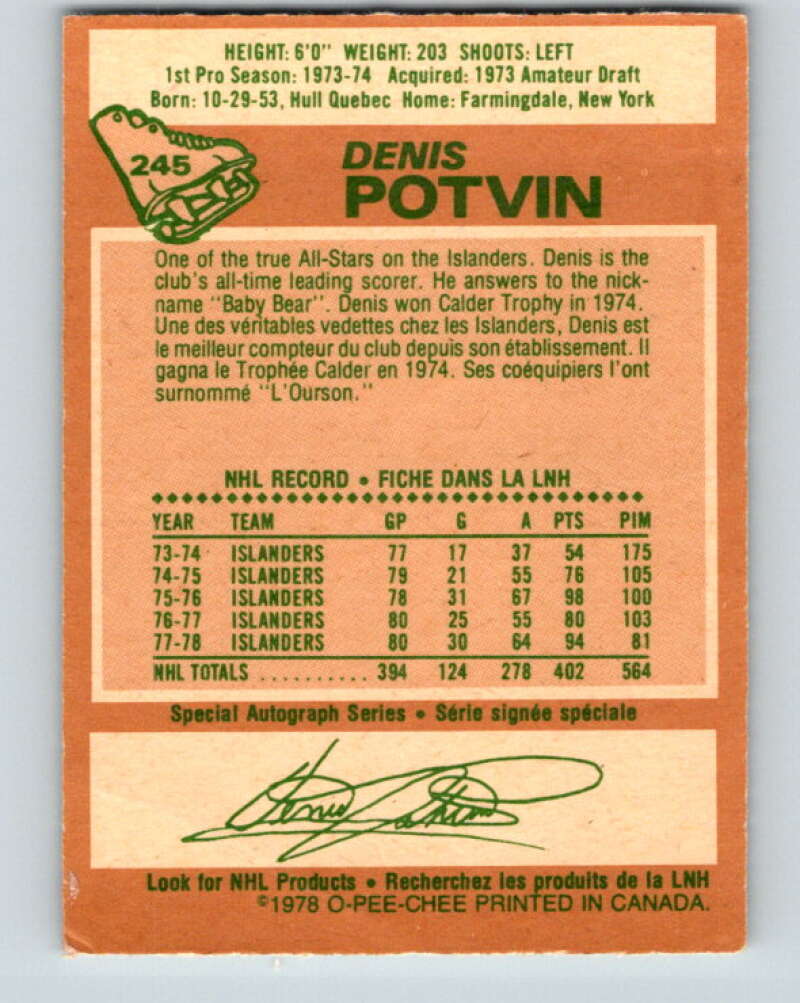 HEIGHT: 6'0" WEIGHT: 203 SHOOTS: LEFT
1st Pro Season: 1973-74 Acquired: 1973 Amateur Draft
Born: 10-29-53, Hull Quebec Home: Farmingdale, New York
245
DENIS
POTVIN
One of the true All-Stars on the Islanders. Denis is the
club's all-time leading scorer. He answers to the nick-
name "Baby Bear". Denis won Calder Trophy in 1974.
Une des véritables vedettes chez les Islanders, Denis est
le meilleur compteur du club depuis son établissement. Il
gagna le Trophée Calder en 1974. Ses coéquipiers l'ont
surnommé "L'Ourson."
NHL RECORD • FICHE DANS LA LNH
YEAR TEAM GP G A PTS PIM
73-74 ISLANDERS 77 17 37 54 175
74-75 ISLANDERS 79 21 55 76 105
75-76 ISLANDERS 78 31 67 98 100
76-77 ISLANDERS 80 25 55 80 103
77-78 ISLANDERS 80 30 64 94 81
NHL TOTALS .......... 394 124 278 402 564
Special Autograph Series • Série signée spéciale
Denis Potvin
Look for NHL Products • Recherchez les produits de la LNH
©1978 O-PEE-CHEE PRINTED IN CANADA.